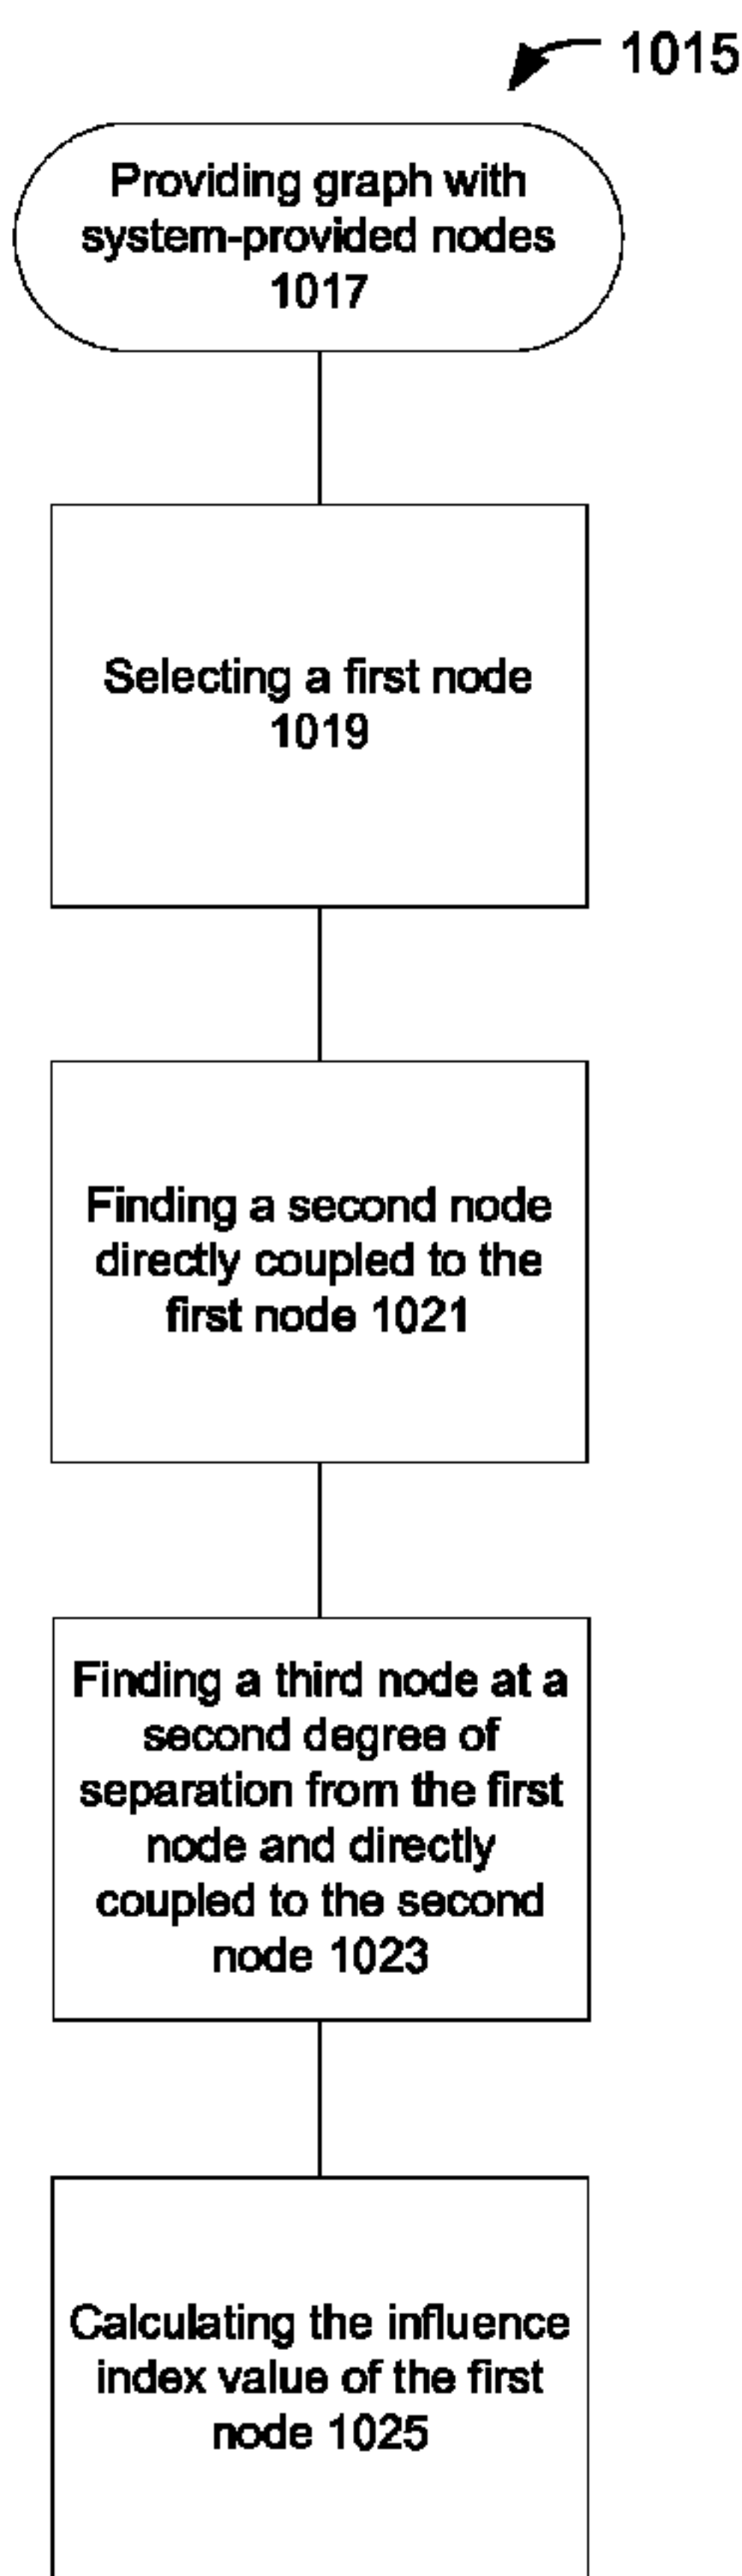 1015
Providing graph with
system-provided nodes
1017
Selecting a first node
1019
Finding a second node
directly coupled to the
first node 1021
Finding a third node at a
second degree of
separation from the first
node and directly
coupled to the second
node 1023
Calculating the influence
index value of the first
node 1025